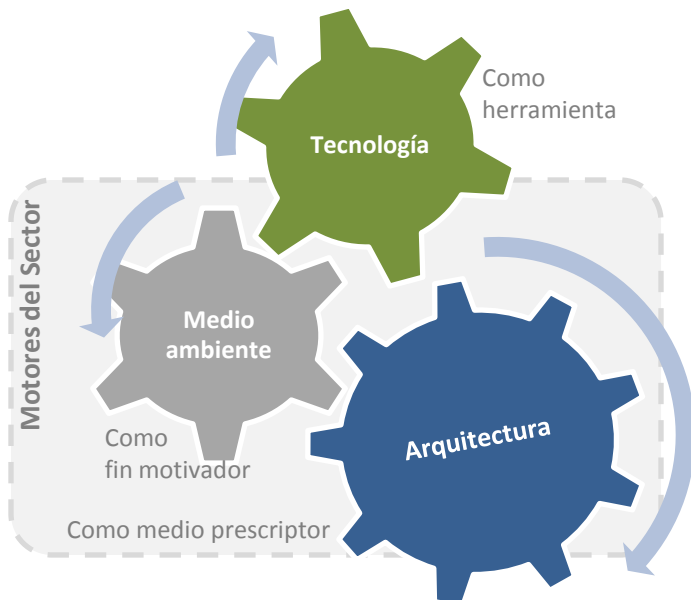 Como
herramienta
Tecnología
Motores del Sector
Medio
ambiente
Arquitectura
Como
fin motivador
Como medio prescriptor